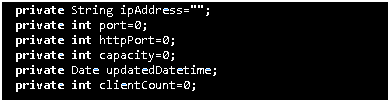 private String ipAddress="";
private int port=0;
private int httpPort=0;
private int capacity=0;
private Date updatedDatetime;
private int clientCount=0;